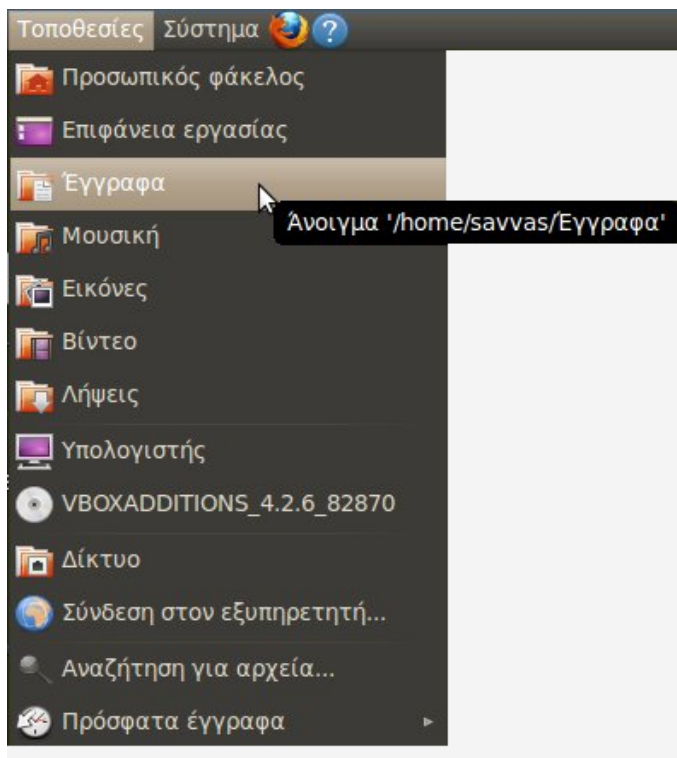 Τοποθεσίες Σύστημα ?
Προσωπικός φάκελος
Επιφάνεια εργασίας
Έγγραφα
Άνοιγμα '/home/savvas/Έγγραφα'
Μουσική
Εικόνες
Βίντεο
Λήψεις
Υπολογιστής
VBOXADDITIONS_4.2.6_82870
Δίκτυο
Σύνδεση στον εξυπηρετητή...
Αναζήτηση για αρχεία...
Πρόσφατα έγγραφα